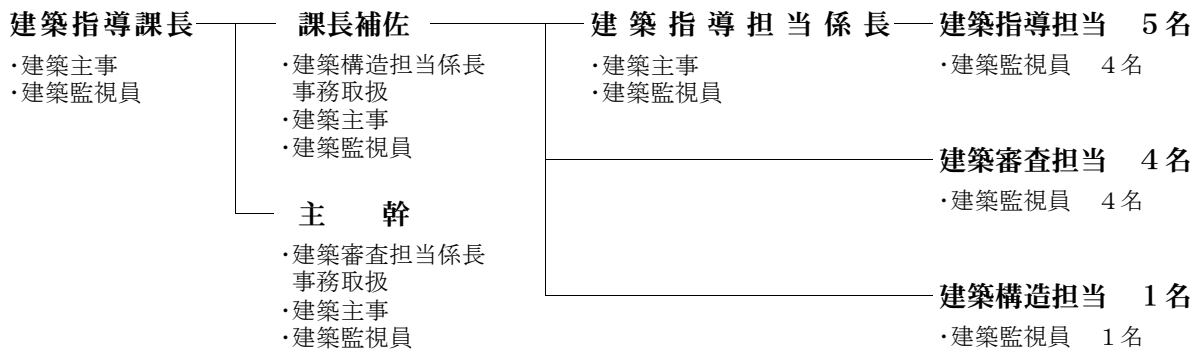 建築指導課長
・建築主事
・建築監視員
課長補佐
・建築構造担当係長
事務取扱
・建築主事
・建築監視員
主　幹
・建築審査担当係長
事務取扱
・建築主事
・建築監視員
建築指導担当係長
・建築主事
・建築監視員
建築指導担当　５名
・建築監視員　４名
建築審査担当　４名
・建築監視員　４名
建築構造担当　１名
・建築監視員　１名